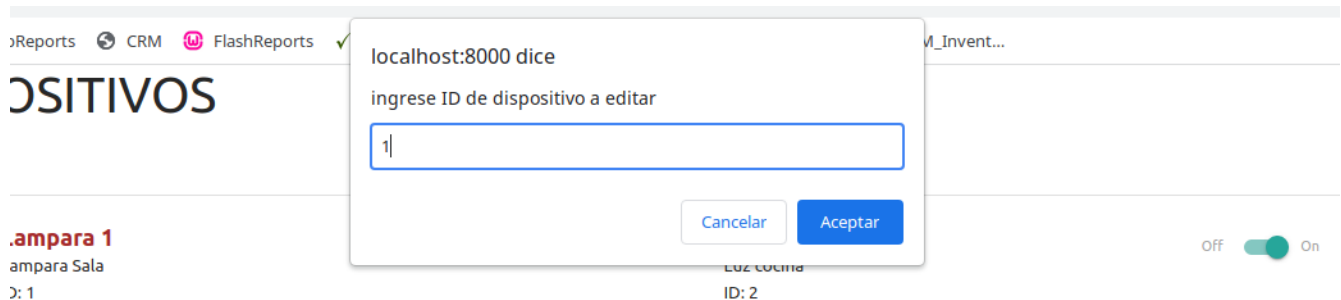 oReports CRM FlashReports M_Invent...
localhost:8000 dice
OSITIVOS
ingrese ID de dispositivo a editar
1
Cancelar Aceptar
Lampara 1
ampara Sala
D: 1
Luz cocina
ID: 2
Off On